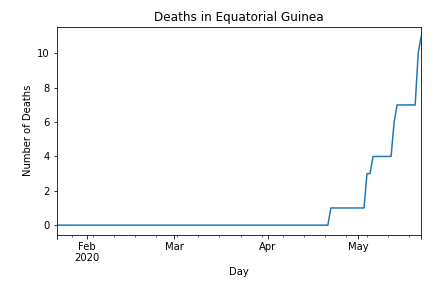 Deaths in Equatorial Guinea
Number of Deaths
10
8
6
4
2
0
Feb
2020
Mar
Apr
May
Day